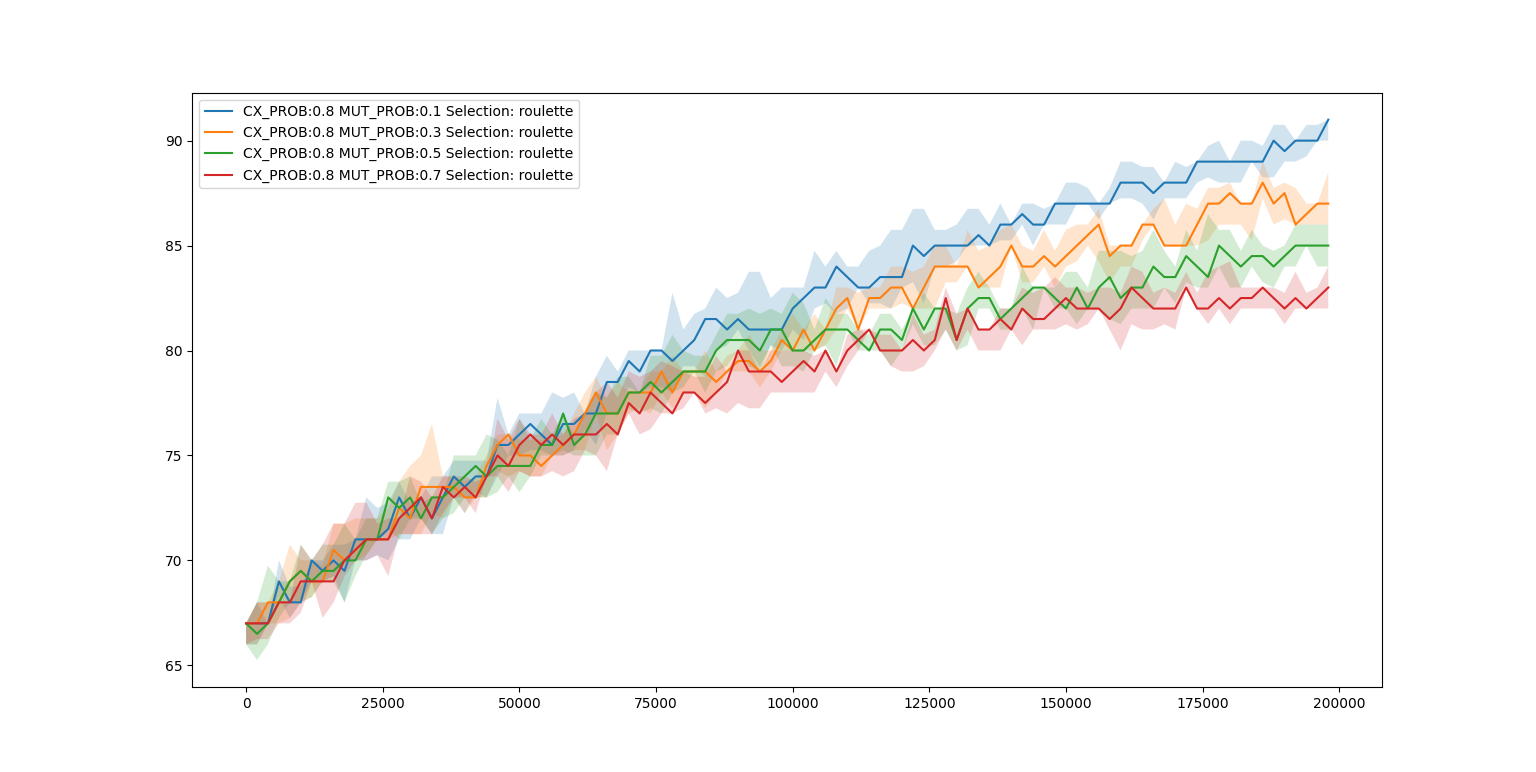 CX_PROB:0.8 MUT_PROB:0.1 Selection: roulette
CX_PROB:0.8 MUT_PROB:0.3 Selection: roulette
CX_PROB:0.8 MUT_PROB:0.5 Selection: roulette
CX_PROB:0.8 MUT_PROB:0.7 Selection: roulette
90
85
80
75
70
65
0 25000 50000 75000 100000 125000 150000 175000 200000